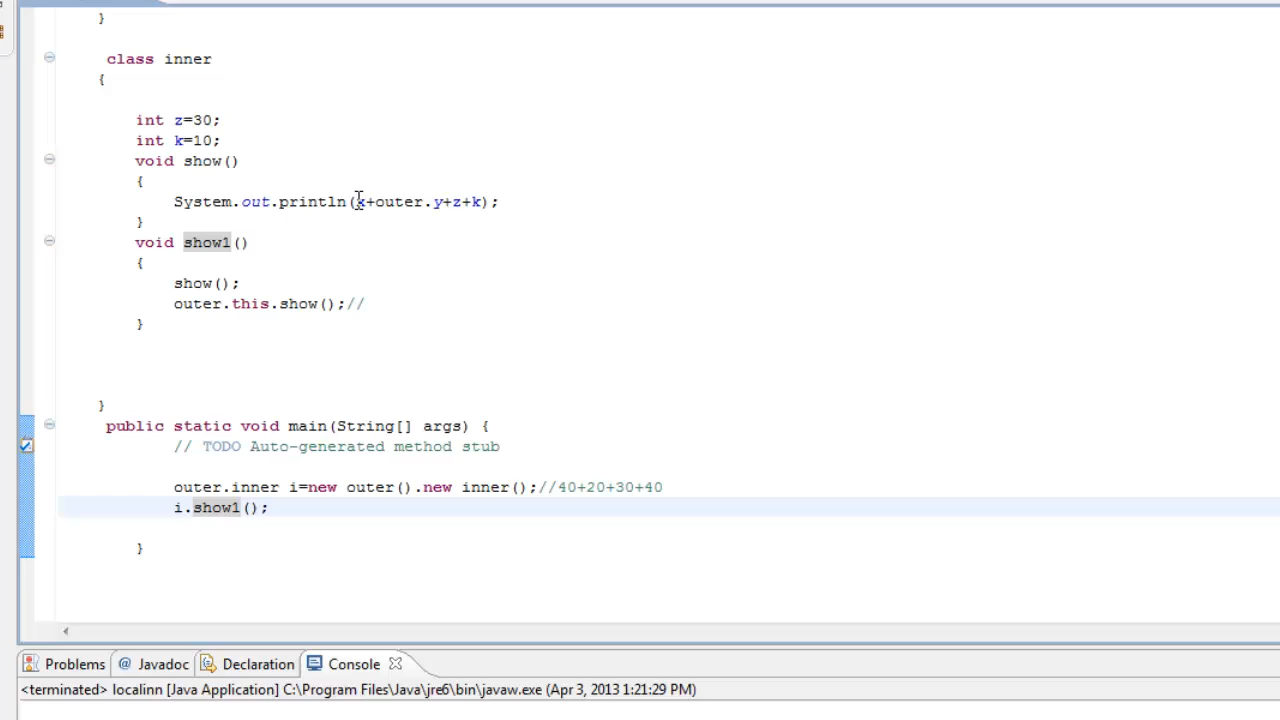 }
class inner
{
int z=30;
int k=10;
void show()
{
System.out.println(x+outer.y+z+k);
}
void show1()
{
show();
outer.this.show();//
}
}
public static void main(String[] args) {
// TODO Auto-generated method stub
outer.inner i=new outer().new inner();//40+20+30+40
i.show1();
}
Problems @ Javadoc Declaration Console
<terminated> localinn [Java Application] C:\Program Files\Java\jre6\bin\javaw.exe (Apr 3, 2013 1:21:29 PM)